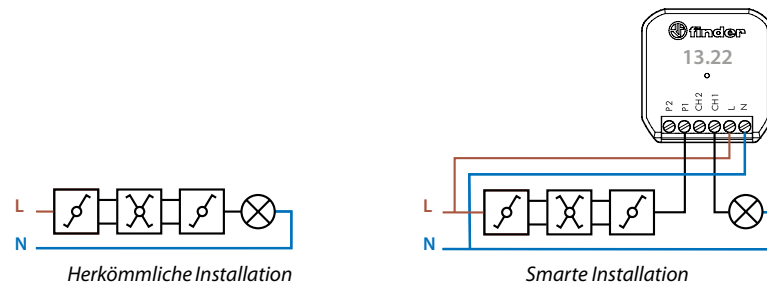 finder
13.22
P2 P1 CH2 CH1 L N
L
N
Herkömmliche Installation
L
N
Smarte Installation